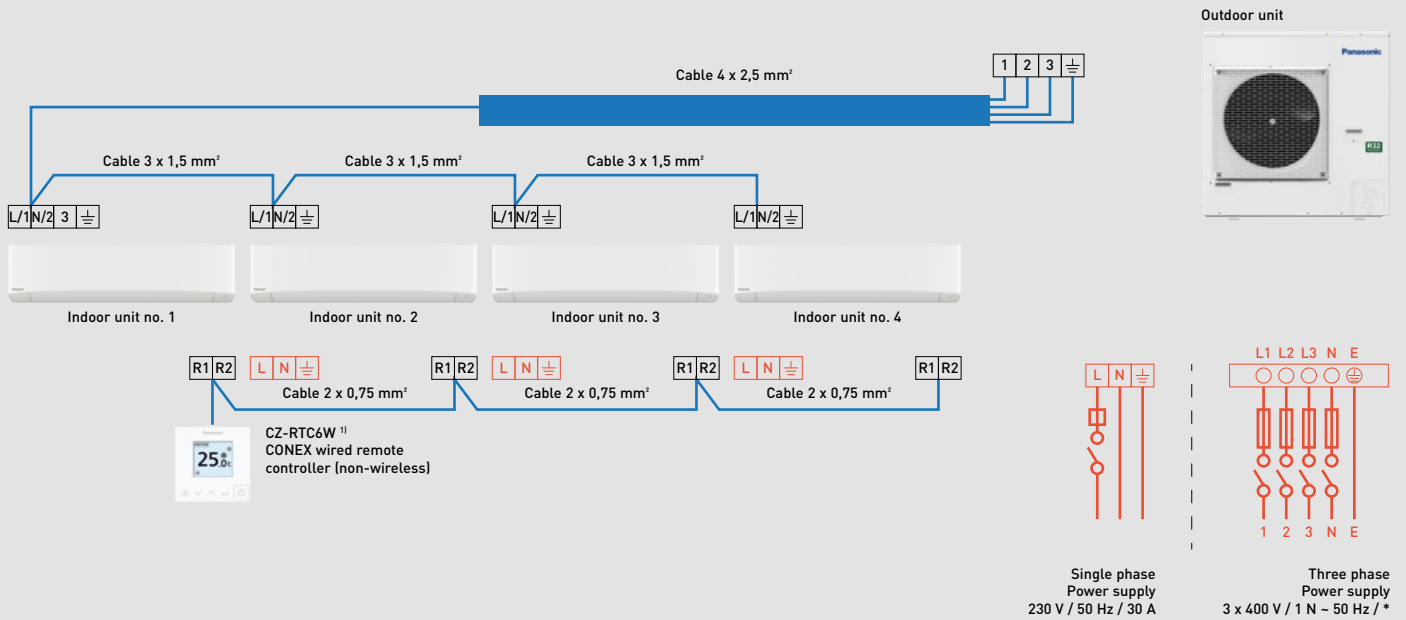 Outdoor unit
Panasonic
R32
Cable 4 x 2,5 mm²
1 2 3
Cable 3 x 1,5 mm² Cable 3 x 1,5 mm² Cable 3 x 1,5 mm²
L/1 N/2 3 L/1 N/2 L/1 N/2 L/1 N/2
Indoor unit no. 1 Indoor unit no. 2 Indoor unit no. 3 Indoor unit no. 4
R1 R2 L N R1 R2 L N R1 R2 L N R1 R2
Cable 2 x 0,75 mm² Cable 2 x 0,75 mm² Cable 2 x 0,75 mm²
Panasonic
25.0c
CZ-RTC6W 1)
CONEX wired remote
controller (non-wireless)
L N
L1 L2 L3 N E
1 2 3 N E
Single phase
Power supply
230 V / 50 Hz / 30 A
Three phase
Power supply
3 x 400 V / 1 N ~ 50 Hz / *